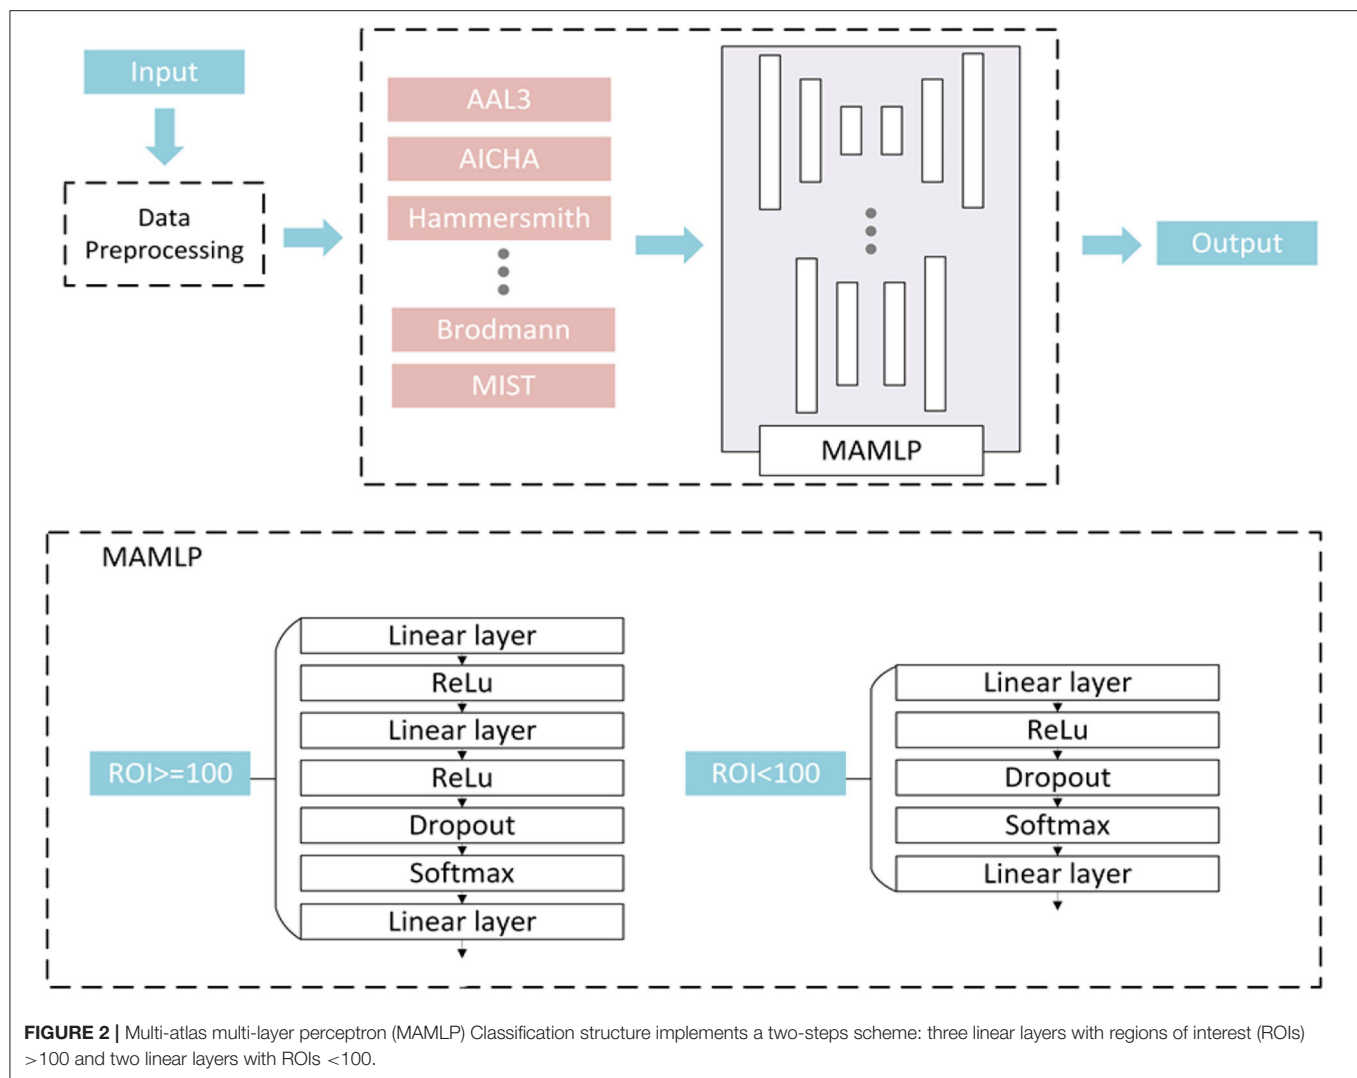 Input
Data
Preprocessing
AAL3
AICHA
Hammersmith
Brodmann
MIST
MAMLP
Output
MAMLP
ROI>=100
Linear layer
ReLu
Linear layer
ReLu
Dropout
Softmax
Linear layer
ROI<100
Linear layer
ReLu
Dropout
Softmax
Linear layer
FIGURE 2 | Multi-atlas multi-layer perceptron (MAMLP) Classification structure implements a two-steps scheme: three linear layers with regions of interest (ROIs)
>100 and two linear layers with ROIs <100.